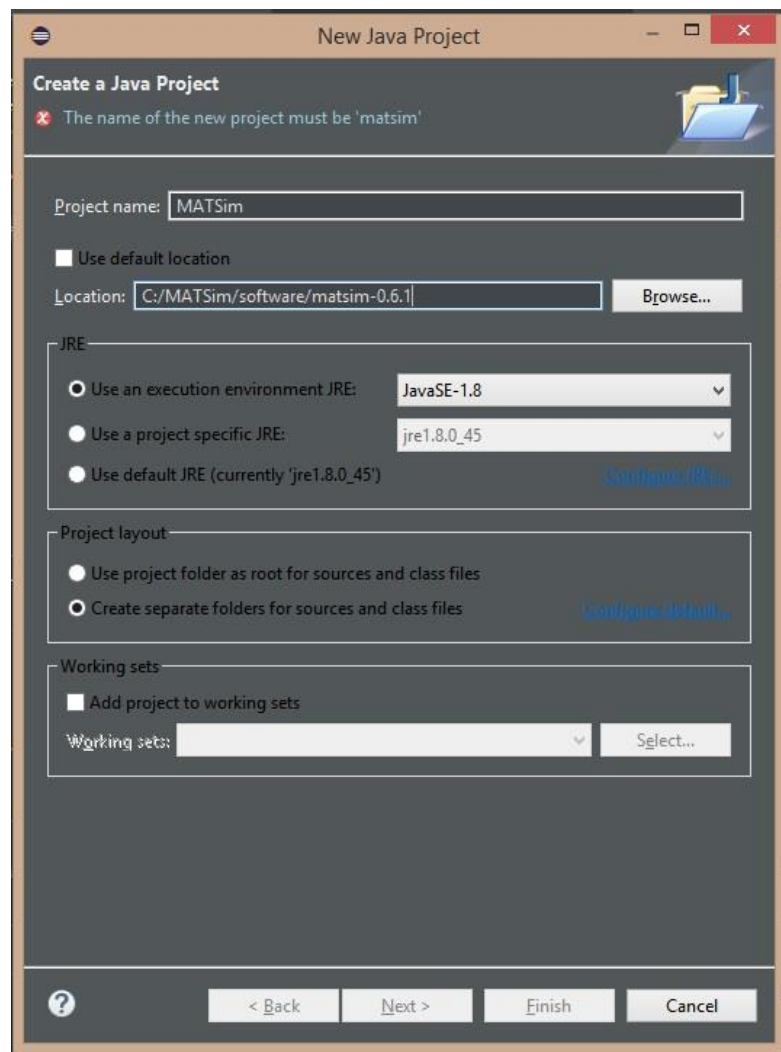 New Java Project
Create a Java Project
The name of the new project must be 'matsim'
Project name: MATSim
Use default location
Location: C:/MATSim/software/matsim-0.6.1 Browse...
JRE
Use an execution environment JRE: JavaSE-1.8
Use a project specific JRE: jre1.8.0_45
Use default JRE (currently 'jre1.8.0_45') Configure JREs...
Project layout
Use project folder as root for sources and class files
Create separate folders for sources and class files Configure default...
Working sets
Add project to working sets
Working sets: Select...
? < Back Next > Finish Cancel